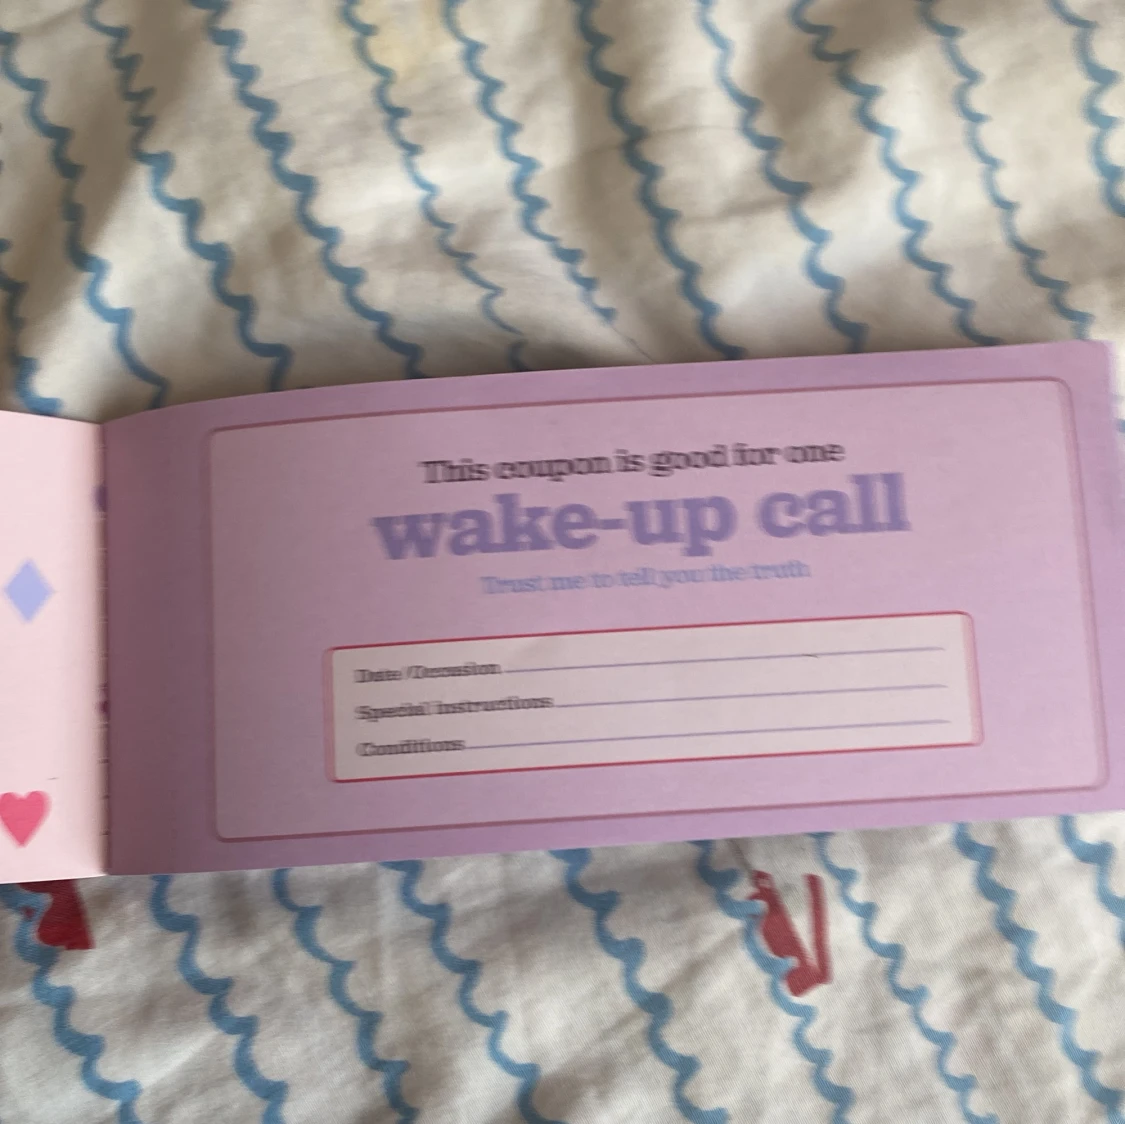 This coupon is good for one
wake-up call
Trust me to tell you the truth
Date/Occasion
Special instructions
Conditions